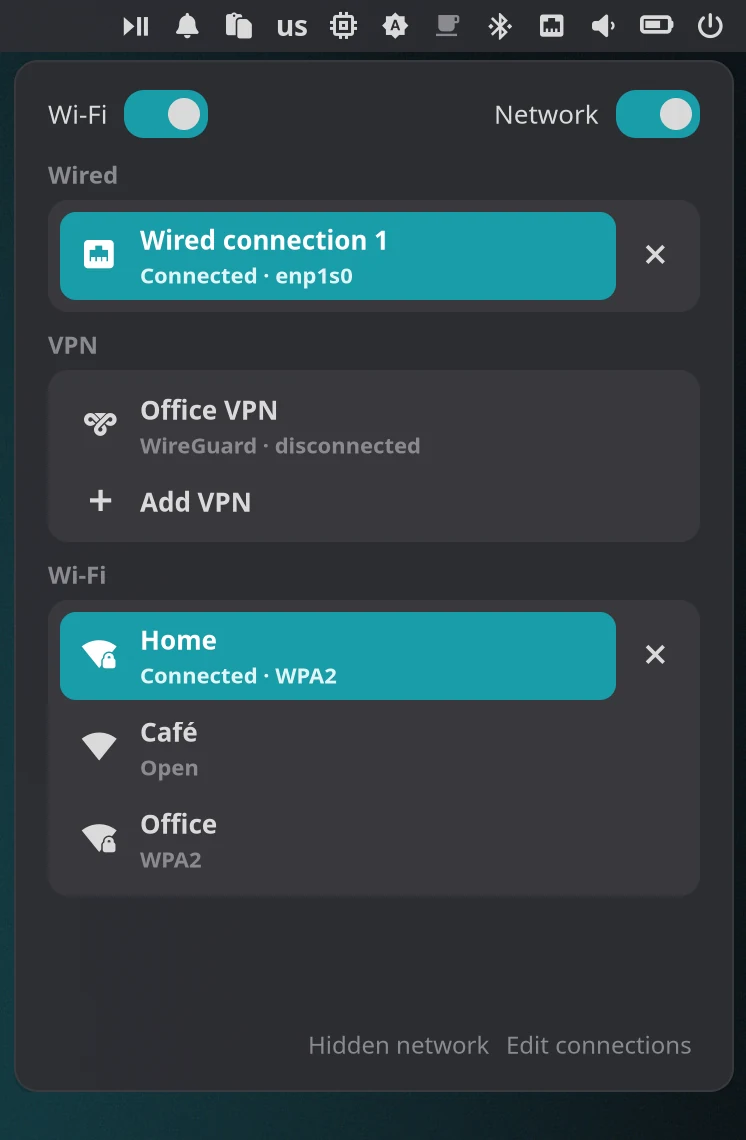 us
Wi-Fi
Network
Wired
Wired connection 1
Connected · enp1s0
VPN
Office VPN
WireGuard · disconnected
Add VPN
Wi-Fi
Home
Connected · WPA2
Café
Open
Office
WPA2
Hidden network Edit connections